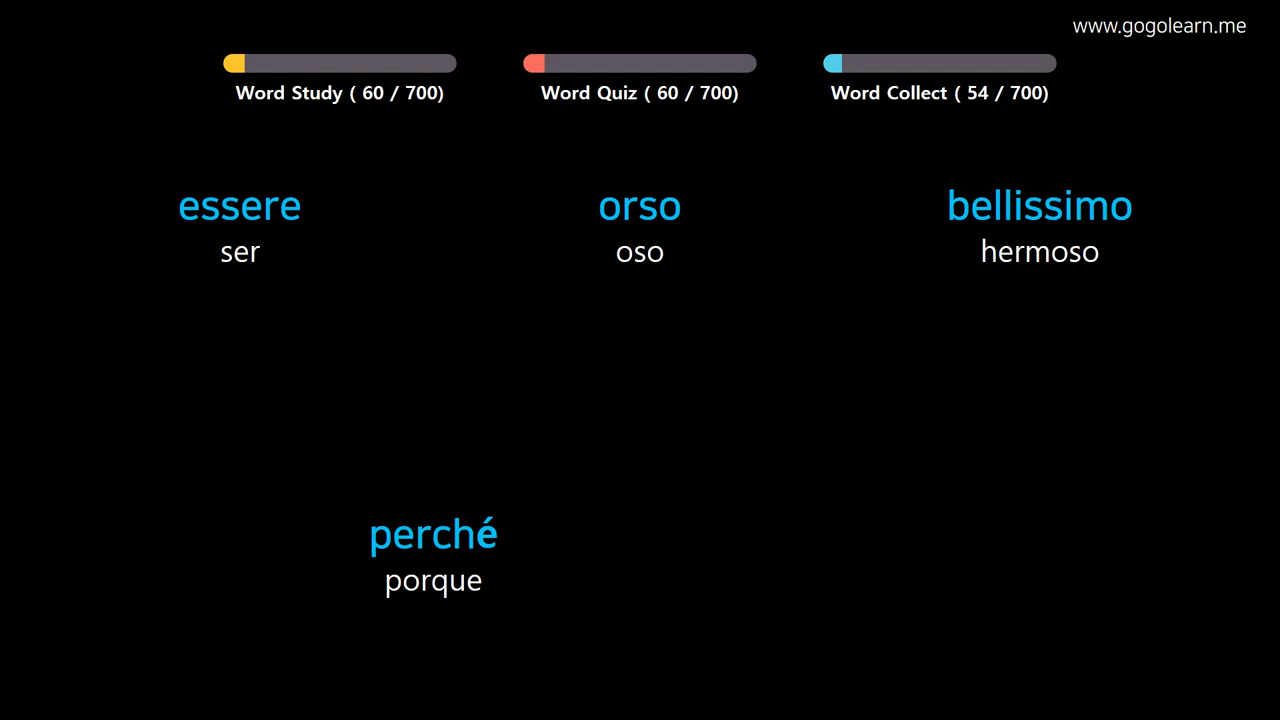 www.gogolearn.me
Word Study ( 60 / 700)
Word Quiz ( 60 / 700)
Word Collect ( 54 / 700)
essere
ser
orso
oso
bellissimo
hermoso
perché
porque